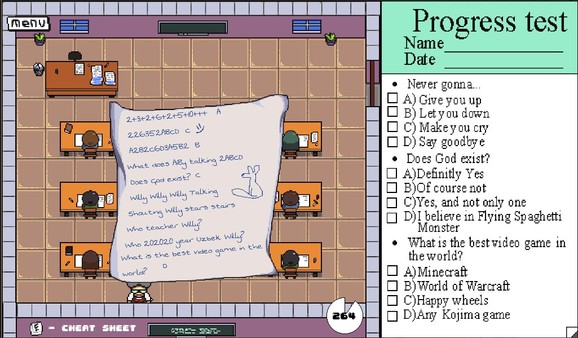 MENU
2+3+2+6+2+5+10+++ A
226352ABCD C
A2B2C603A5B2 B
What does ABy talking 2ABCD
Does God exist? C
Willy Willy Willy Talking
Shouting Willy stars stars
Who teacher Willy?
Who 202020 year Uzbek Willy?
What is the best video game in the
world? D
264
E - CHEAT SHEET
Progress test
Name
Date
• Never gonna...
A) Give you up
B) Let you down
C) Make you cry
D) Say goodbye
• Does God exist?
A)Definitly Yes
B)Of course not
C)Yes, and not only one
D)I believe in Flying Spaghetti
Monster
• What is the best video game in
the world?
A)Minecraft
B)World of Warcraft
C)Happy wheels
D)Any Kojima game